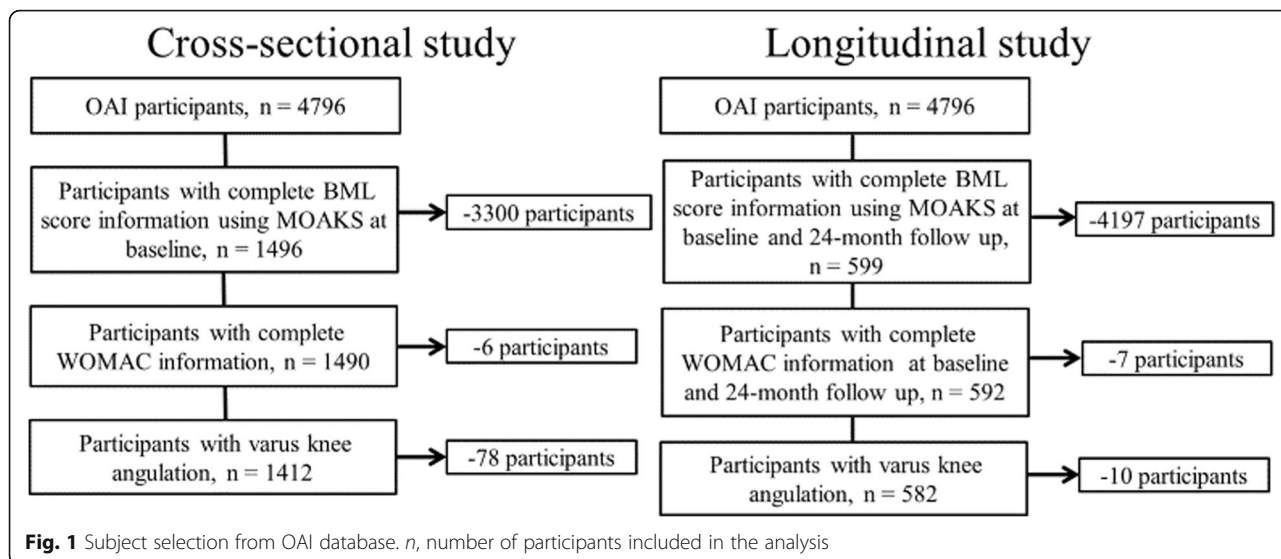 Cross-sectional study
OAI participants, n = 4796
Participants with complete BML
score information using MOAKS at
baseline, n = 1496
-3300 participants
Participants with complete
WOMAC information, n = 1490
-6 participants
Participants with varus knee
angulation, n = 1412
-78 participants
Longitudinal study
OAI participants, n = 4796
Participants with complete BML
score information using MOAKS at
baseline and 24-month follow up,
n = 599
-4197 participants
Participants with complete
WOMAC information at baseline
and 24-month follow up, n = 592
-7 participants
Participants with varus knee
angulation, n = 582
-10 participants
Fig. 1 Subject selection from OAI database. n, number of participants included in the analysis